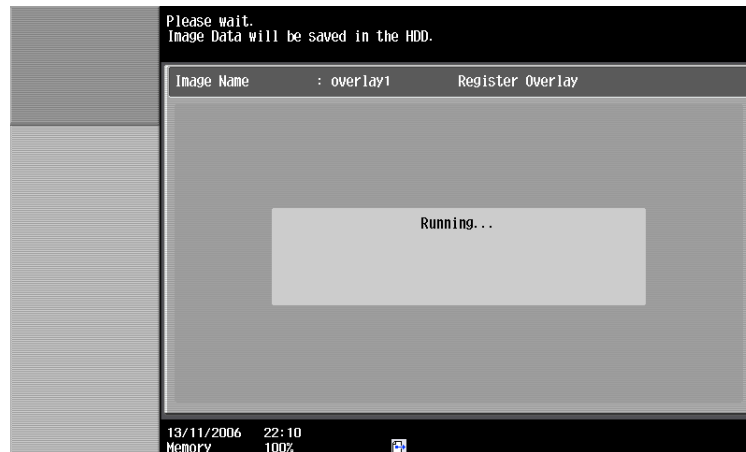 Please wait.
Image Data will be saved in the HDD.
Image Name : overlay1 Register Overlay
Running...
13/11/2006 22:10
Memory 100%